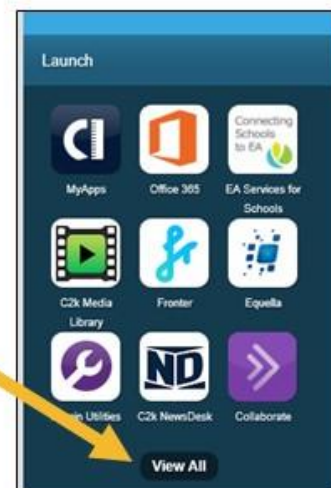 Launch
Connecting
Schools
to EA
MyApps
Office 365
EA Services for
Schools
C2k Media
Library
Fronter
Equella
ND
Utilities
C2k NewsDesk
Collaborate
View All